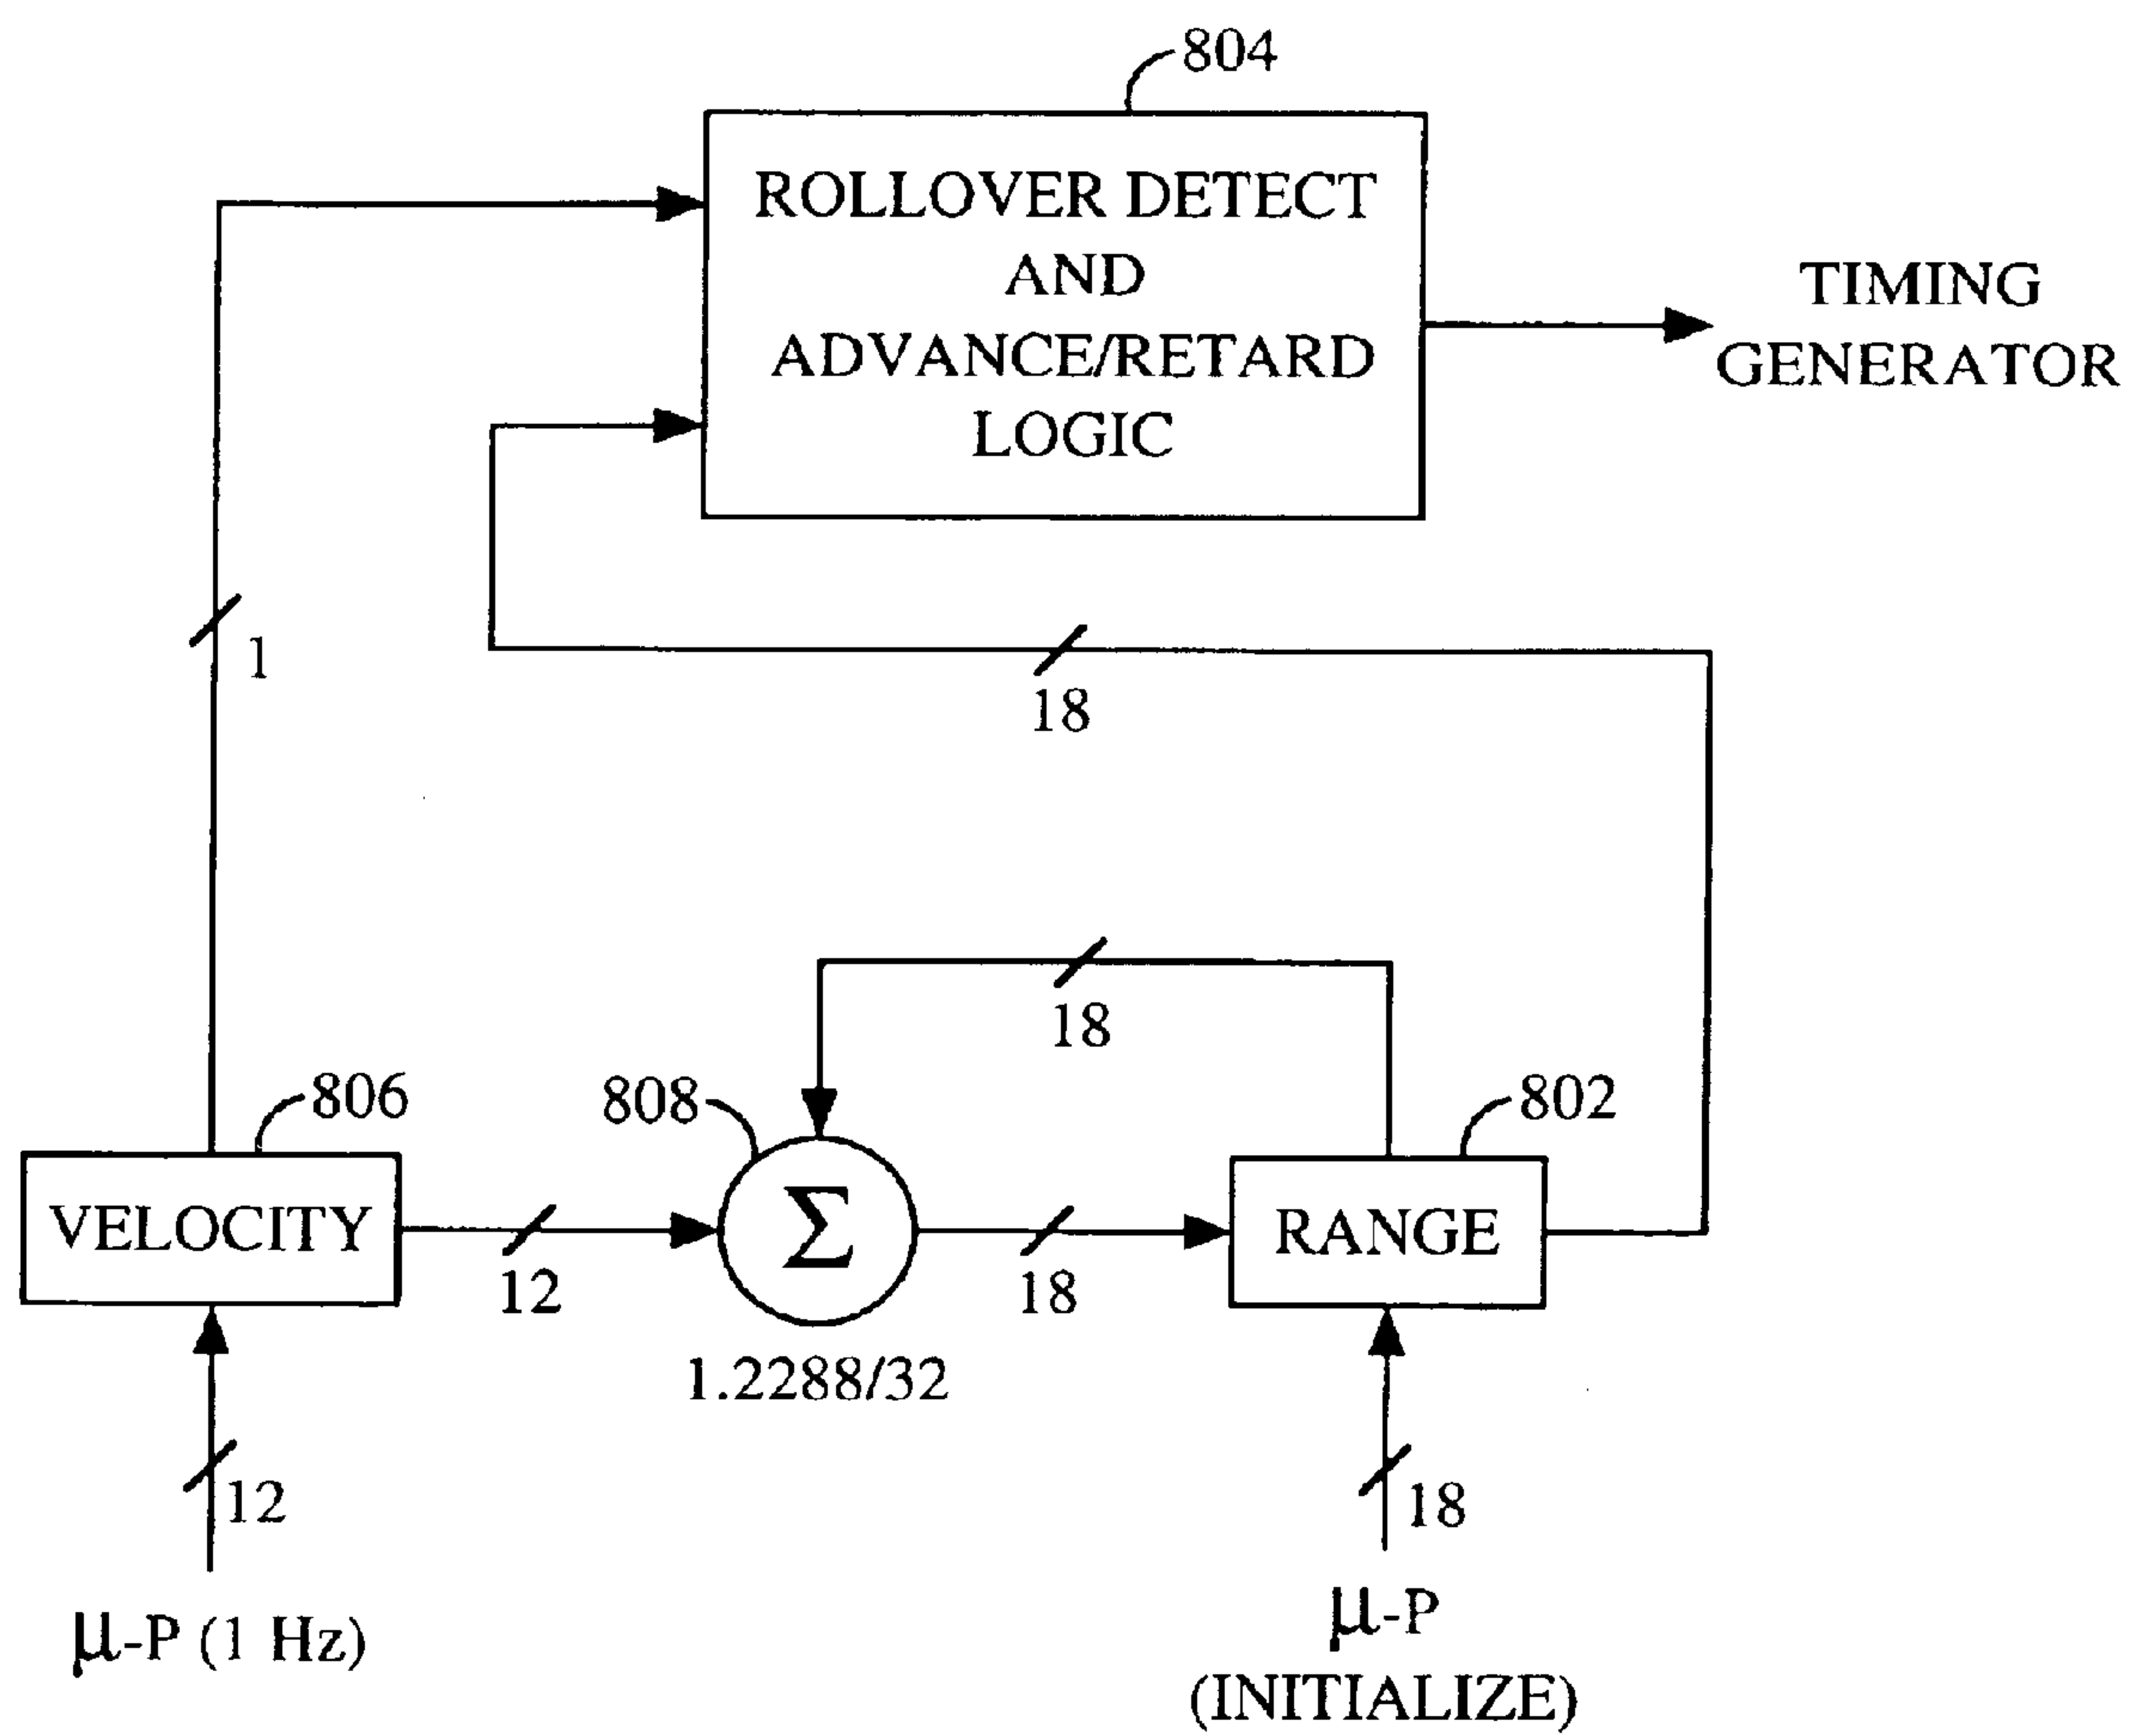 804
ROLLOVER DETECT
AND
ADVANCE/RETARD
LOGIC
TIMING
GENERATOR
1
18
18
806
808
802
VELOCITY
Σ
RANGE
12
18
1.2288/32
12
18
μ-P (1 Hz)
μ-P
(INITIALIZE)